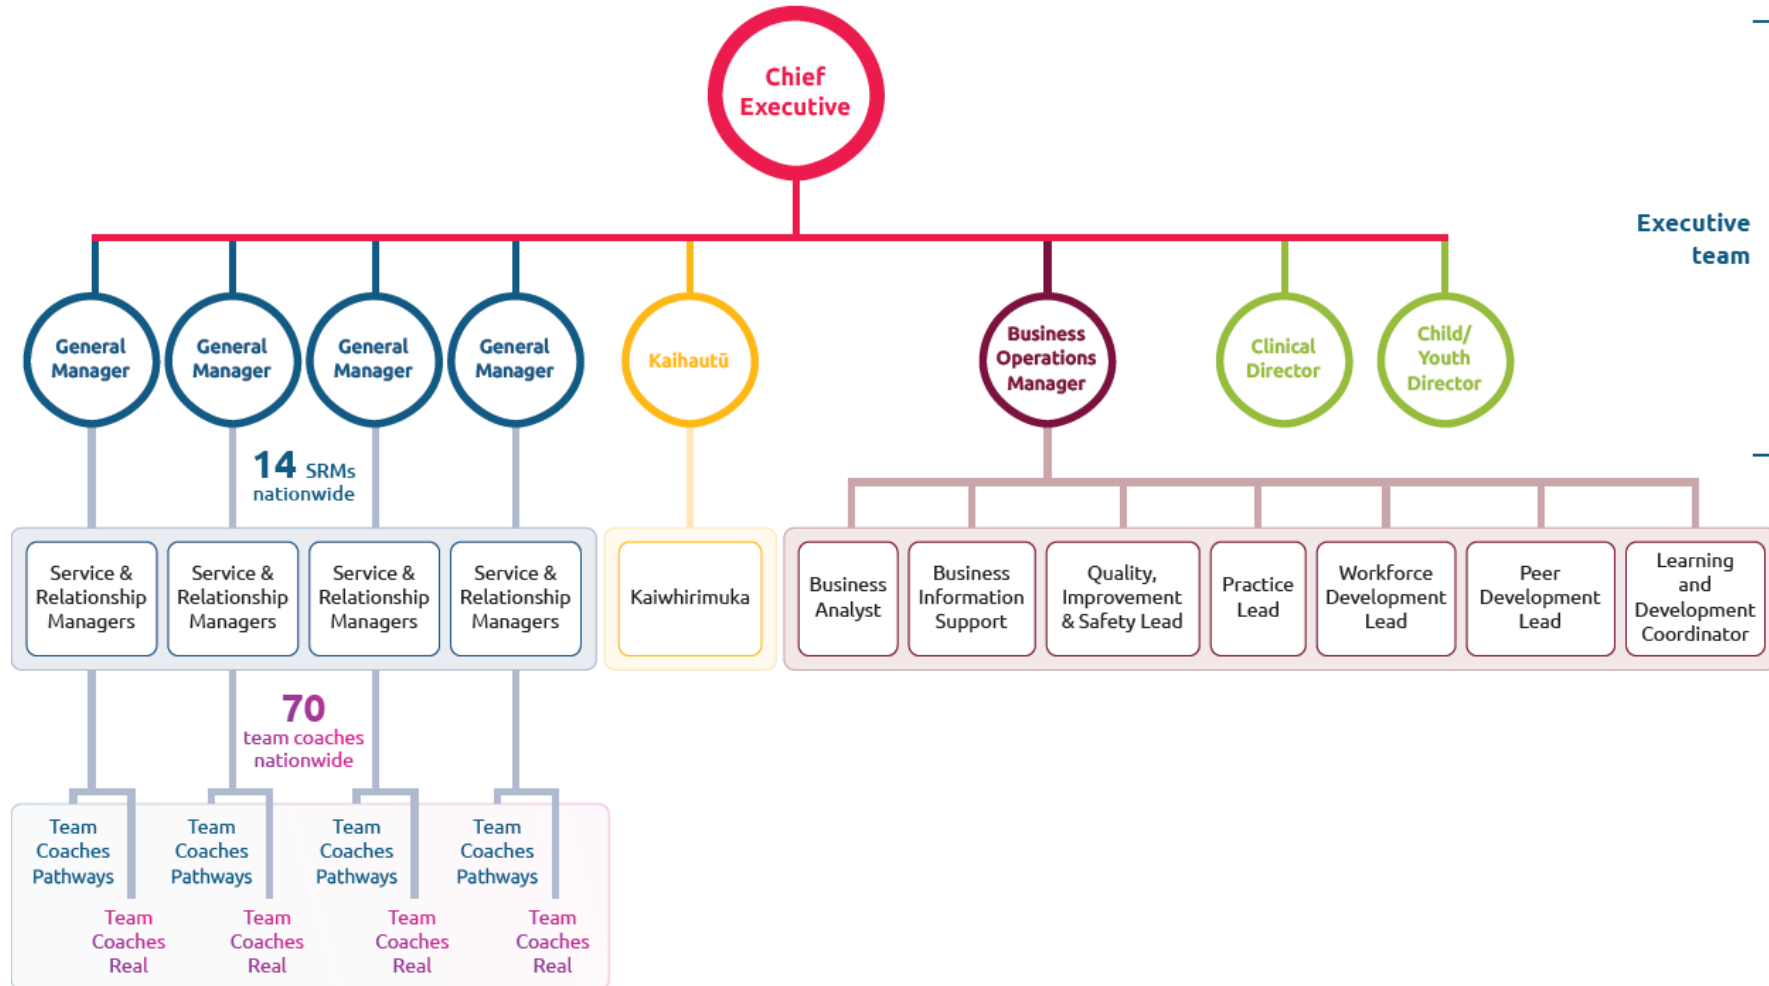 Chief
Executive
Executive
team
General
Manager
General
Manager
General
Manager
General
Manager
Kaihautū
Business
Operations
Manager
Clinical
Director
Child/
Youth
Director
14 SRMs
nationwide
Service &
Relationship
Managers
Service &
Relationship
Managers
Service &
Relationship
Managers
Service &
Relationship
Managers
Kaiwhirimuka
Business
Analyst
Business
Information
Support
Quality,
Improvement
& Safety Lead
Practice
Lead
Workforce
Development
Lead
Peer
Development
Lead
Learning
and
Development
Coordinator
70
team coaches
nationwide
Team
Coaches
Pathways
Team
Coaches
Pathways
Team
Coaches
Pathways
Team
Coaches
Pathways
Team
Coaches
Real
Team
Coaches
Real
Team
Coaches
Real
Team
Coaches
Real